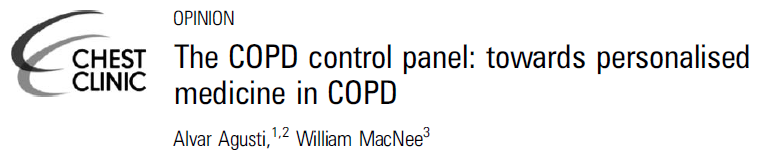 OPINION
CHEST
CLINIC
The COPD control panel: towards personalised
medicine in COPD
Alvar Agusti,1,2 William MacNee3